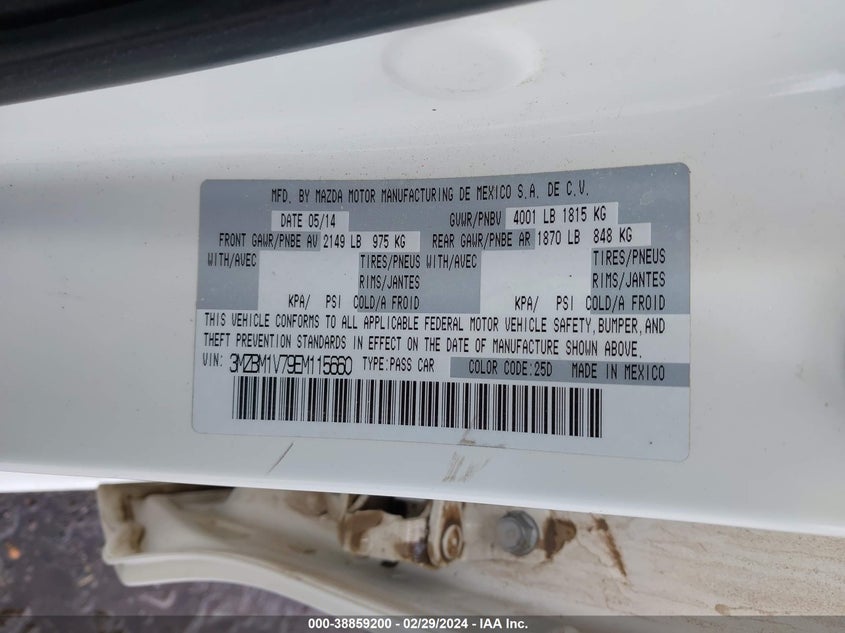 MFD. BY MAZDA MOTOR MANUFACTURING DE MEXICO S.A. DE C.V.
DATE 05/14 GVWR/PNBV 4001 LB 1815 KG
FRONT GAWR/PNBE AV 2149 LB 975 KG REAR GAWR/PNBE AR 1870 LB 848 KG
WITH/AVEC TIRES/PNEUS WITH/AVEC TIRES/PNEUS
RIMS/JANTES RIMS/JANTES
KPA/ PSI COLD/A FROID KPA/ PSI COLD/A FROID
THIS VEHICLE CONFORMS TO ALL APPLICABLE FEDERAL MOTOR VEHICLE SAFETY, BUMPER, AND
THEFT PREVENTION STANDARDS IN EFFECT ON THE DATE OF MANUFACTURE SHOWN ABOVE.
VIN: 3MZBM1V79EM115660 TYPE:PASS CAR COLOR CODE:25D MADE IN MEXICO
000-38859200 - 02/29/2024 - IAA Inc.